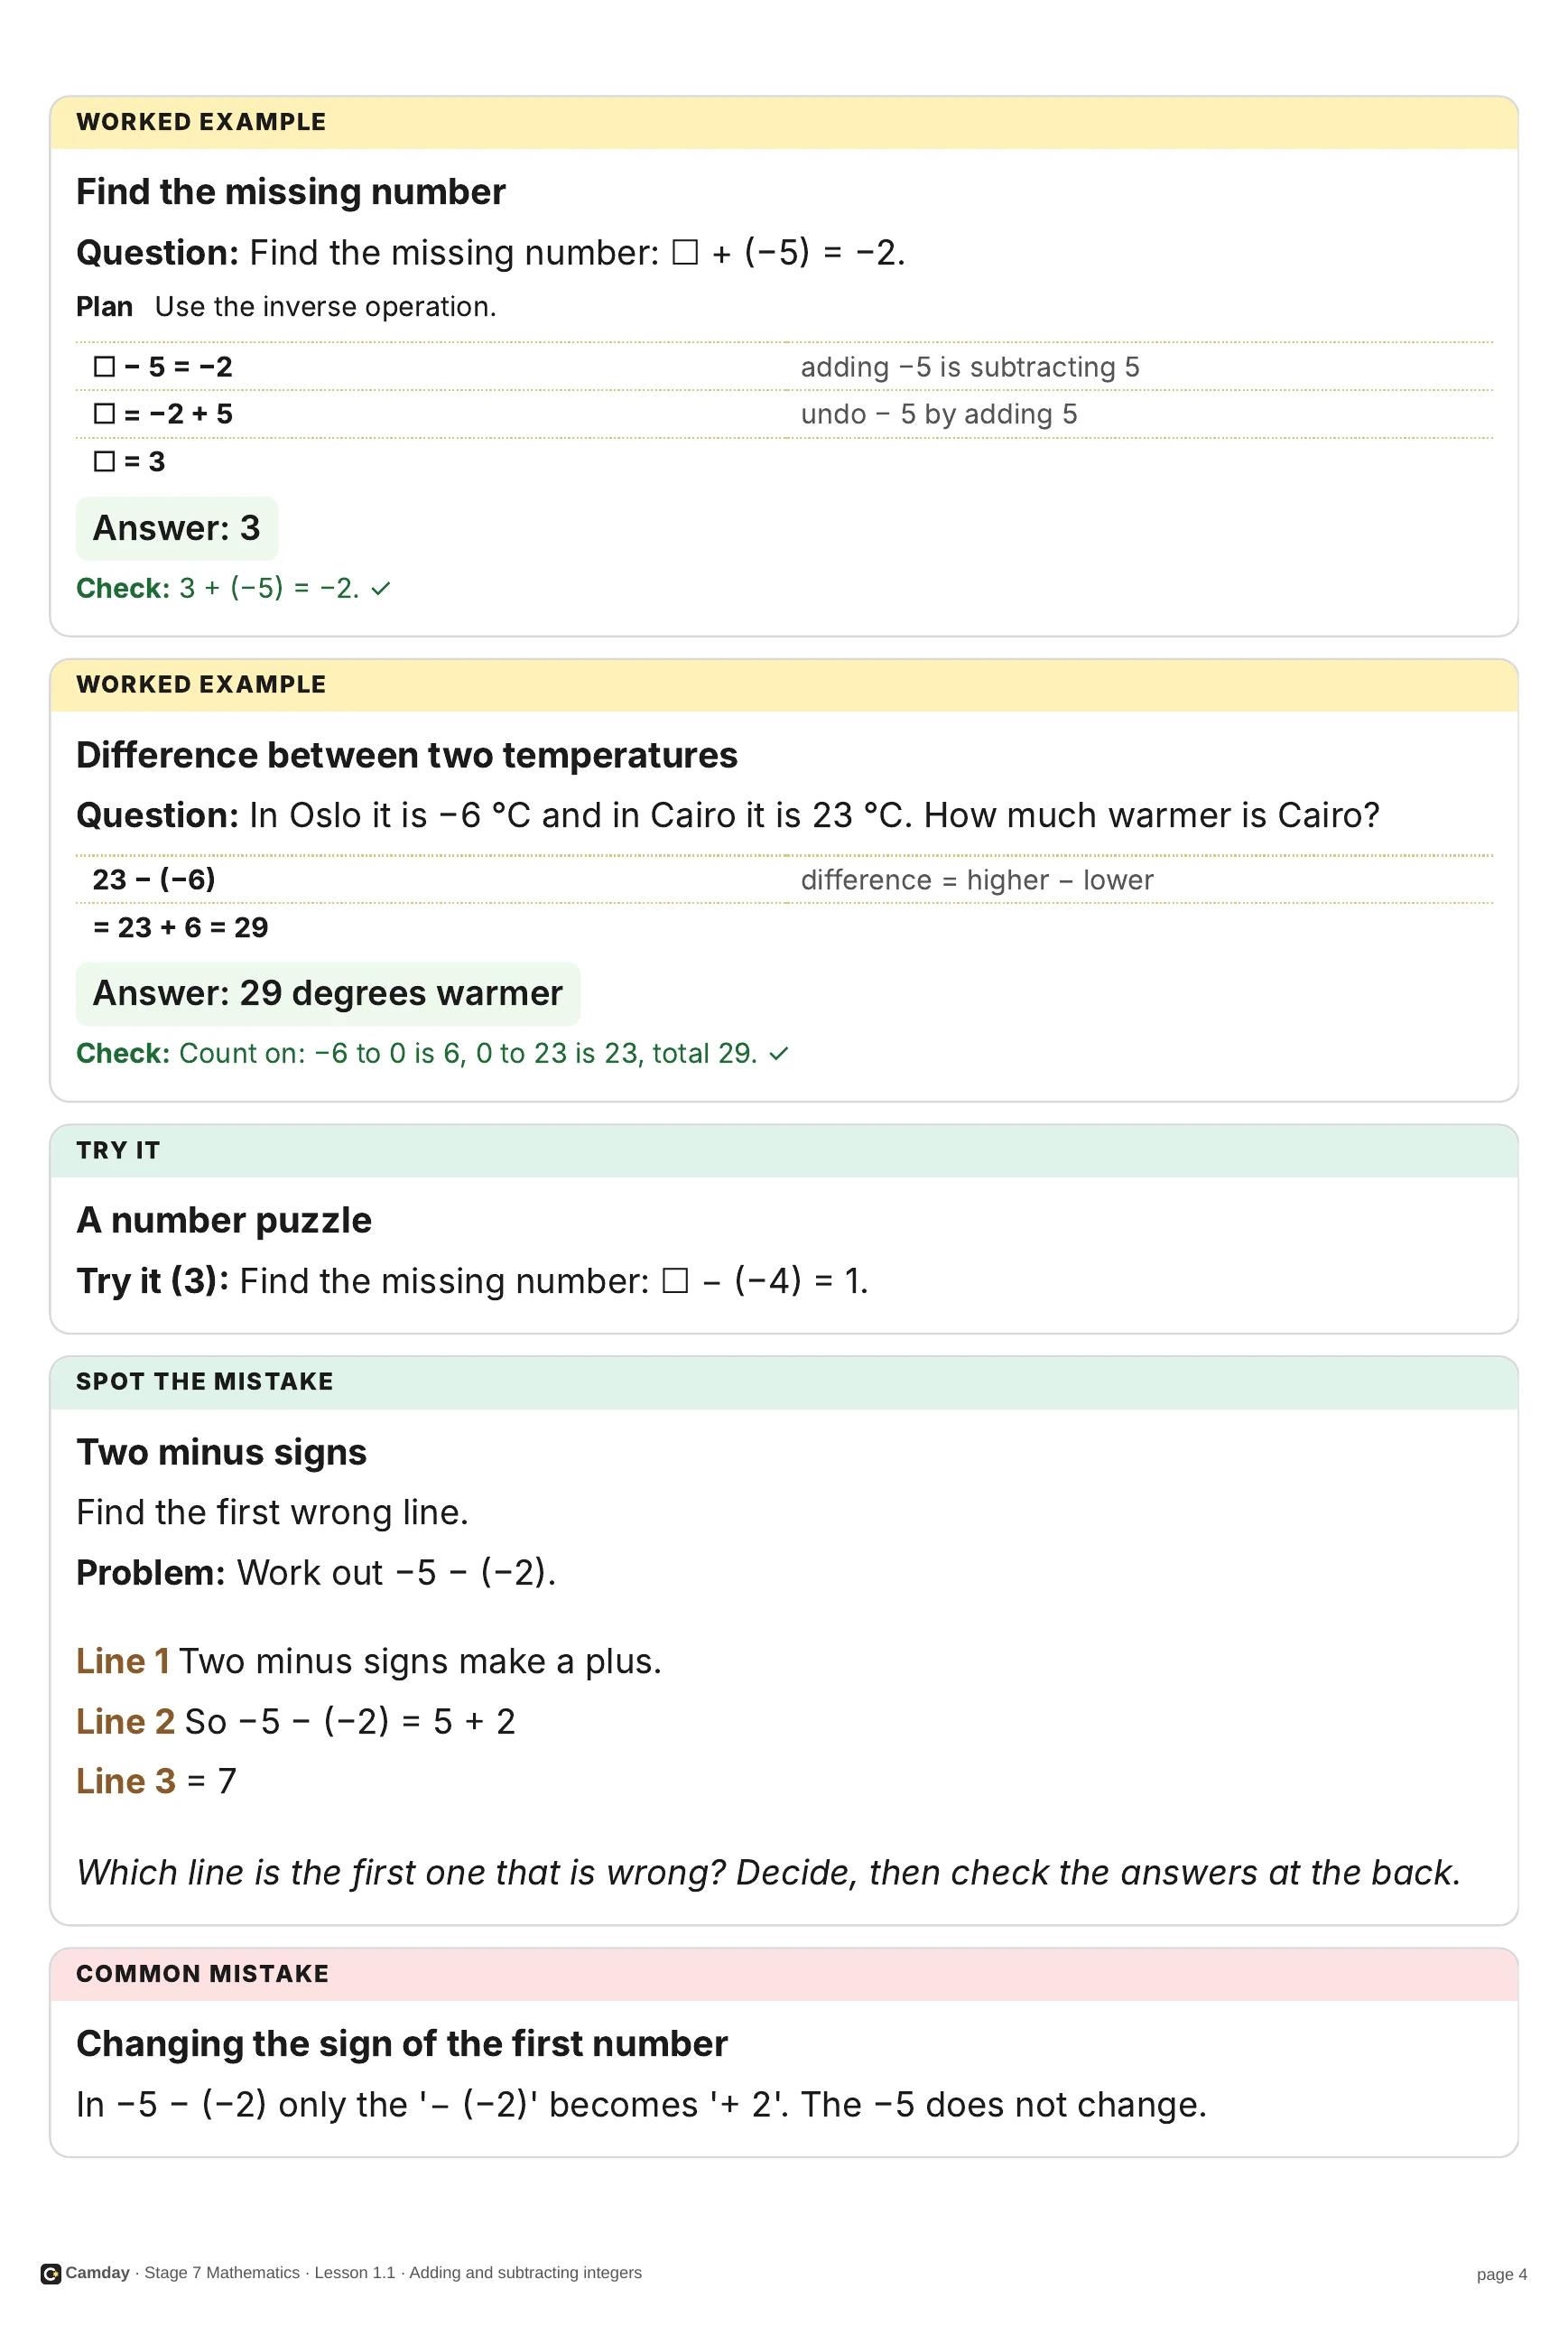 WORKED EXAMPLE
Find the missing number
Question: Find the missing number: ☐ + (−5) = −2.
Plan Use the inverse operation.
☐ − 5 = −2 adding −5 is subtracting 5
☐ = −2 + 5 undo − 5 by adding 5
☐ = 3
Answer: 3
Check: 3 + (−5) = −2. ✓
WORKED EXAMPLE
Difference between two temperatures
Question: In Oslo it is −6 °C and in Cairo it is 23 °C. How much warmer is Cairo?
23 − (−6) difference = higher − lower
= 23 + 6 = 29
Answer: 29 degrees warmer
Check: Count on: −6 to 0 is 6, 0 to 23 is 23, total 29. ✓
TRY IT
A number puzzle
Try it (3): Find the missing number: ☐ − (−4) = 1.
SPOT THE MISTAKE
Two minus signs
Find the first wrong line.
Problem: Work out −5 − (−2).
Line 1 Two minus signs make a plus.
Line 2 So −5 − (−2) = 5 + 2
Line 3 = 7
Which line is the first one that is wrong? Decide, then check the answers at the back.
COMMON MISTAKE
Changing the sign of the first number
In −5 − (−2) only the '− (−2)' becomes '+ 2'. The −5 does not change.
Camday · Stage 7 Mathematics · Lesson 1.1 · Adding and subtracting integers page 4